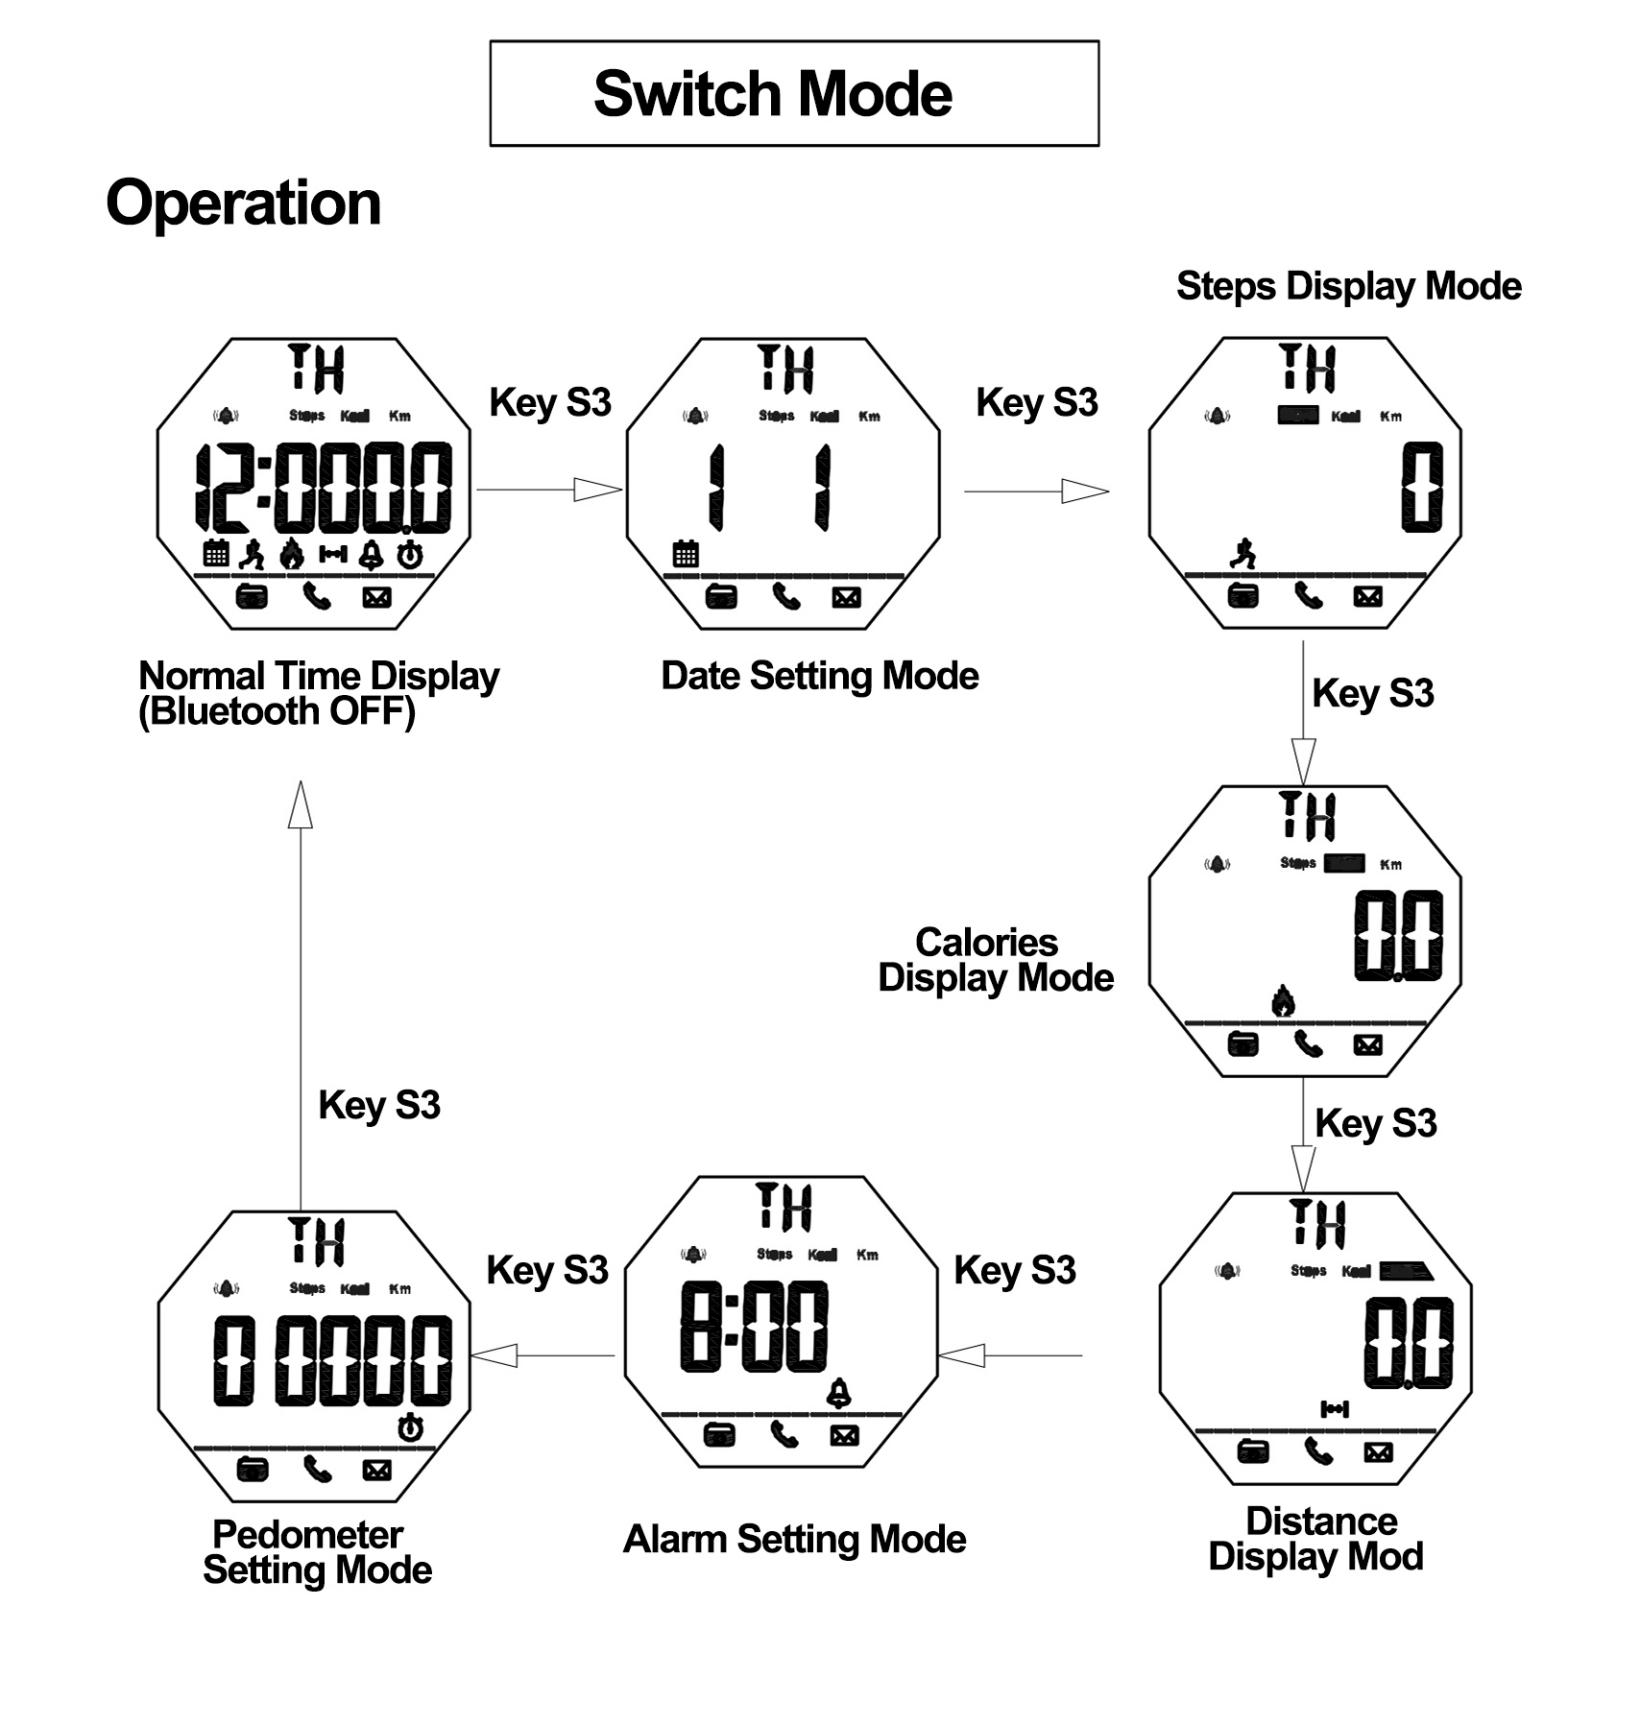 Switch Mode
Operation
Steps Display Mode
TH
Steps Kcal Km
12:0000.0
Key S3
TH
Steps Kcal Km
1 1
Key S3
TH
Kcal Km
0
Normal Time Display
(Bluetooth OFF)
Date Setting Mode
Key S3
TH
Steps Km
0.0
Calories
Display Mode
Key S3
Key S3
TH
Steps Kcal
0.0
Distance
Display Mod
Key S3
TH
Steps Kcal Km
8:00
Alarm Setting Mode
Key S3
TH
Steps Kcal Km
0 0000
Pedometer
Setting Mode